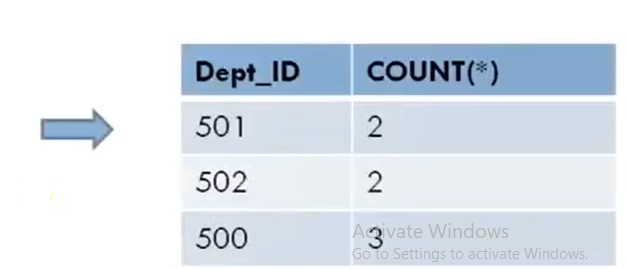 Dept_ID COUNT(*)
501 2
502 2
500 3
Activate Windows
Go to Settings to activate Windows.